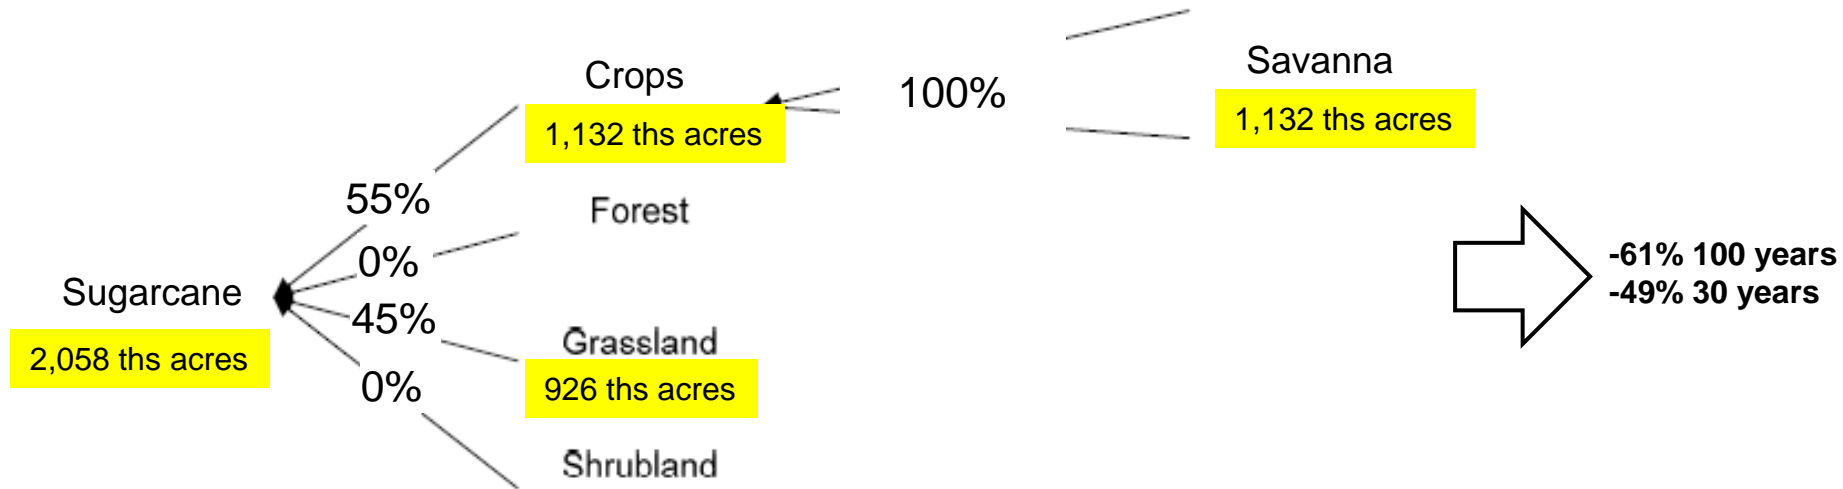 Crops
1,132 ths acres
100%
Savanna
1,132 ths acres
55%
Forest
0%
Sugarcane
2,058 ths acres
45%
Grassland
926 ths acres
0%
Shrubland
-61% 100 years
-49% 30 years